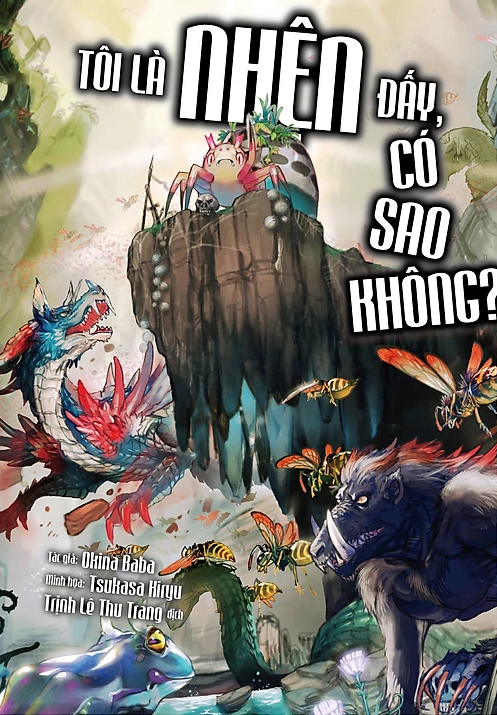 TÔI LÀ NHỆN ĐẤY,
CÓ
SAO
KHÔNG?
Tác giả: Okina Baba
Minh họa: Tsukasa Kiryu
Trịnh Lê Thu Trang dịch